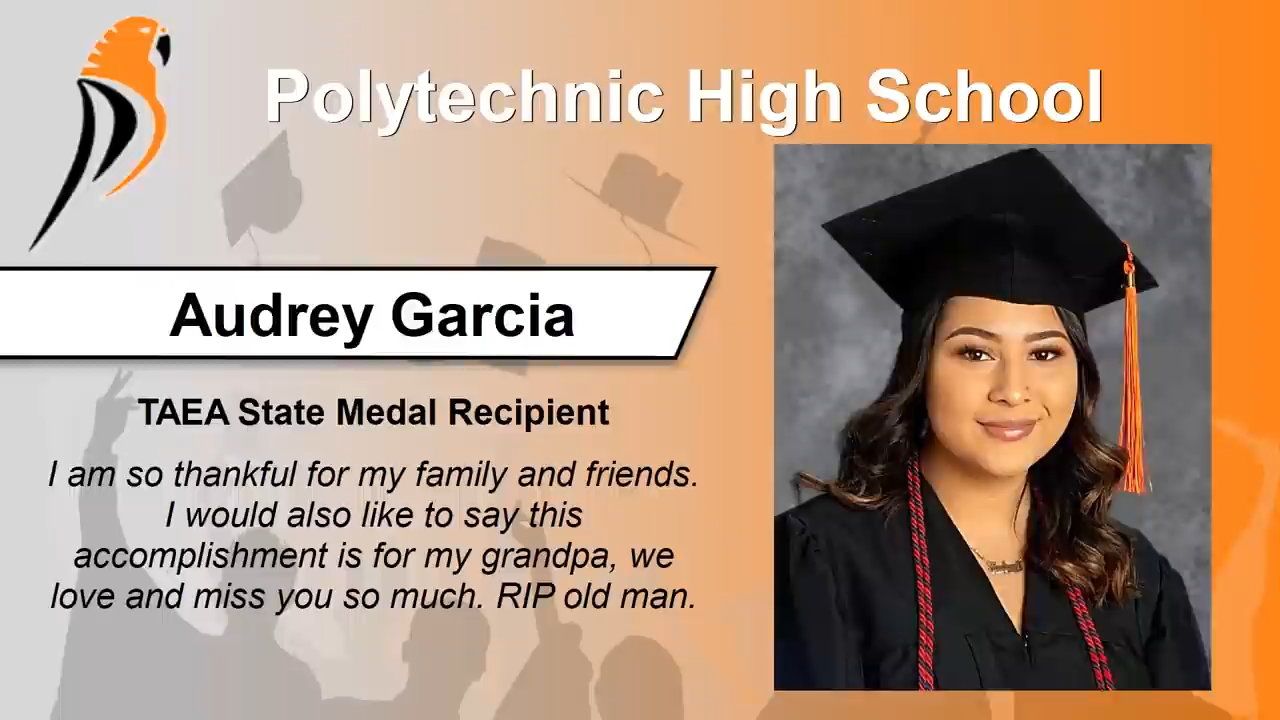 Polytechnic High School
Audrey Garcia
TAEA State Medal Recipient
I am so thankful for my family and friends.
I would also like to say this
accomplishment is for my grandpa, we
love and miss you so much. RIP old man.